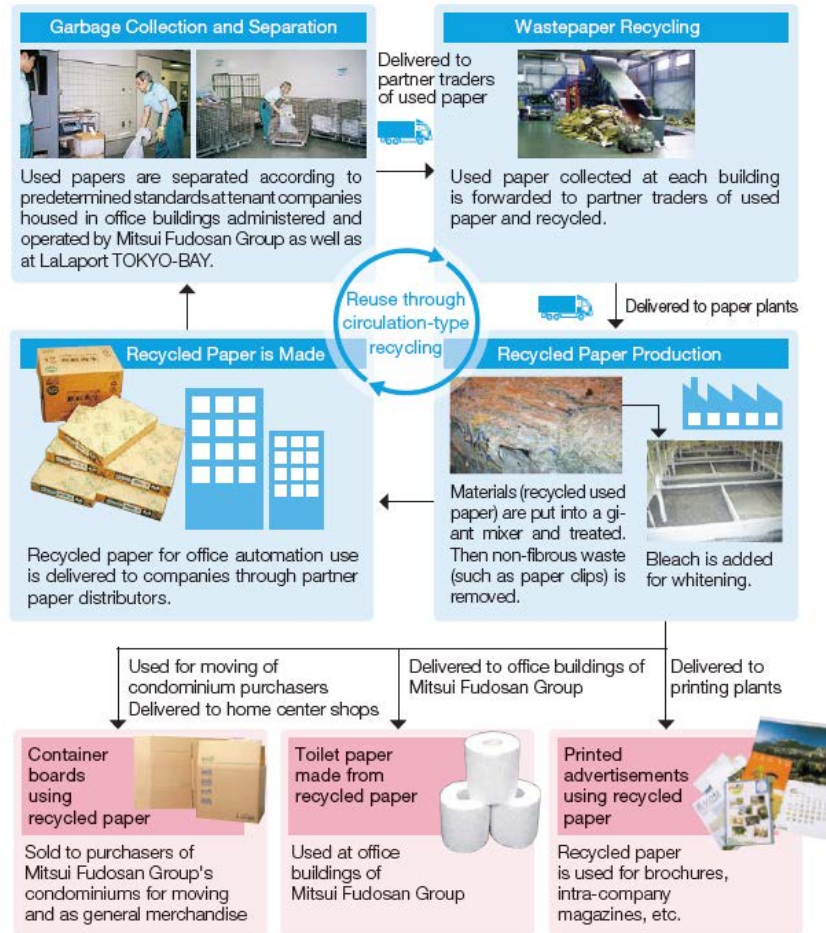 Garbage Collection and Separation
Used papers are separated according to
predetermined standards at tenant companies
housed in office buildings administered and
operated by Mitsui Fudosan Group as well as
at LaLaport TOKYO-BAY.
Delivered to
partner traders
of used paper
Wastepaper Recycling
Used paper collected at each building
is forwarded to partner traders of used
paper and recycled.
Delivered to paper plants
Reuse through
circulation-type
recycling
Recycled Paper Production
Materials (recycled used
paper) are put into a gi-
ant mixer and treated.
Then non-fibrous waste
(such as paper clips) is
removed.
Bleach is added
for whitening.
Recycled Paper is Made
Recycled paper for office automation use
is delivered to companies through partner
paper distributors.
Used for moving of
condominium purchasers
Delivered to home center shops
Container
boards
using
recycled paper
Sold to purchasers of
Mitsui Fudosan Group's
condominiums for moving
and as general merchandise
Delivered to office buildings of
Mitsui Fudosan Group
Toilet paper
made from
recycled paper
Used at office
buildings of
Mitsui Fudosan Group
Delivered to
printing plants
Printed
advertisements
using recycled
paper
Recycled paper
is used for brochures,
intra-company
magazines, etc.